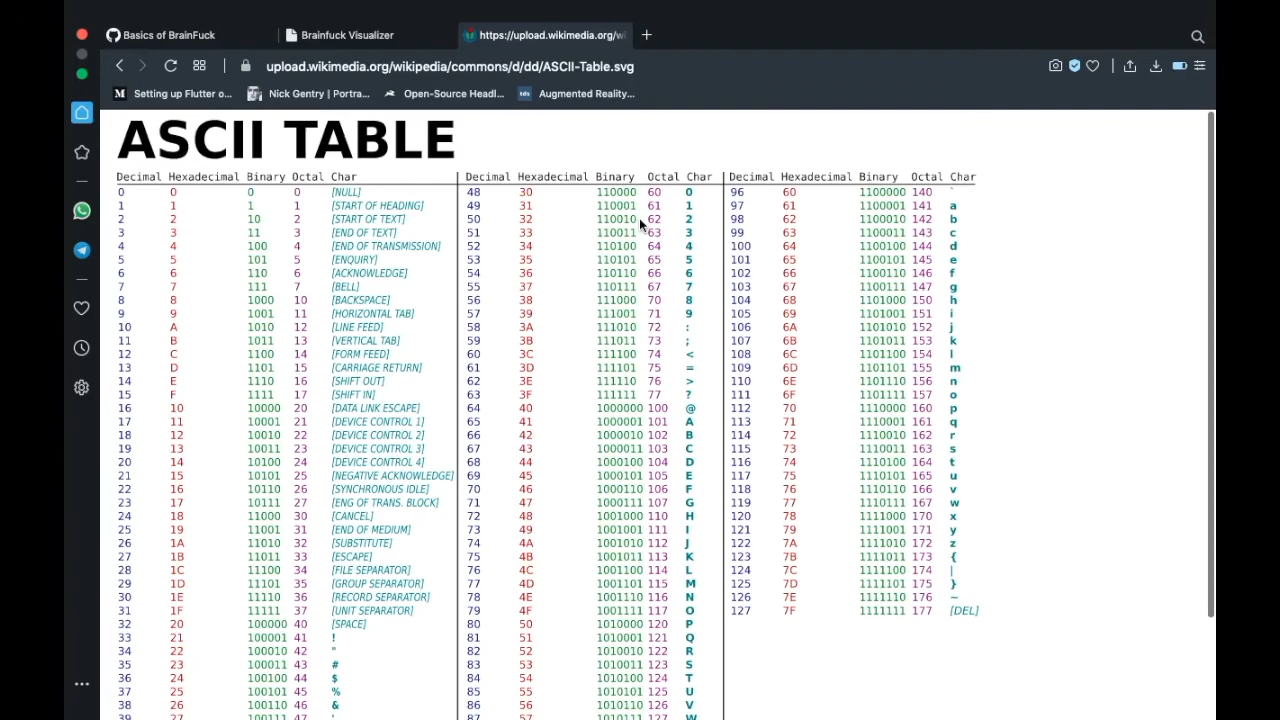 Basics of BrainFuck
Brainfuck Visualizer
https://upload.wikimedia.org/wi
upload.wikimedia.org/wikipedia/commons/d/dd/ASCII-Table.svg
Setting up Flutter o...
Nick Gentry | Portra...
Open-Source Headl...
tds Augmented Reality,...
ASCII TABLE
Decimal Hexadecimal Binary Octal Char Decimal Hexadecimal Binary Octal Char Decimal Hexadecimal Binary Octal Char
0 0 0 0 [NULL] 48 30 110000 60 0 96 60 1100000 140 `
1 1 1 1 [START OF HEADING] 49 31 110001 61 1 97 61 1100001 141 a
2 2 10 2 [START OF TEXT] 50 32 110010 62 2 98 62 1100010 142 b
3 3 11 3 [END OF TEXT] 51 33 110011 63 3 99 63 1100011 143 c
4 4 100 4 [END OF TRANSMISSION] 52 34 110100 64 4 100 64 1100100 144 d
5 5 101 5 [ENQUIRY] 53 35 110101 65 5 101 65 1100101 145 e
6 6 110 6 [ACKNOWLEDGE] 54 36 110110 66 6 102 66 1100110 146 f
7 7 111 7 [BELL] 55 37 110111 67 7 103 67 1100111 147 g
8 8 1000 10 [BACKSPACE] 56 38 111000 70 8 104 68 1101000 150 h
9 9 1001 11 [HORIZONTAL TAB] 57 39 111001 71 9 105 69 1101001 151 i
10 A 1010 12 [LINE FEED] 58 3A 111010 72 : 106 6A 1101010 152 j
11 B 1011 13 [VERTICAL TAB] 59 3B 111011 73 ; 107 6B 1101011 153 k
12 C 1100 14 [FORM FEED] 60 3C 111100 74 < 108 6C 1101100 154 l
13 D 1101 15 [CARRIAGE RETURN] 61 3D 111101 75 = 109 6D 1101101 155 m
14 E 1110 16 [SHIFT OUT] 62 3E 111110 76 > 110 6E 1101110 156 n
15 F 1111 17 [SHIFT IN] 63 3F 111111 77 ? 111 6F 1101111 157 o
16 10 10000 20 [DATA LINK ESCAPE] 64 40 1000000 100 @ 112 70 1110000 160 p
17 11 10001 21 [DEVICE CONTROL 1] 65 41 1000001 101 A 113 71 1110001 161 q
18 12 10010 22 [DEVICE CONTROL 2] 66 42 1000010 102 B 114 72 1110010 162 r
19 13 10011 23 [DEVICE CONTROL 3] 67 43 1000011 103 C 115 73 1110011 163 s
20 14 10100 24 [DEVICE CONTROL 4] 68 44 1000100 104 D 116 74 1110100 164 t
21 15 10101 25 [NEGATIVE ACKNOWLEDGE] 69 45 1000101 105 E 117 75 1110101 165 u
22 16 10110 26 [SYNCHRONOUS IDLE] 70 46 1000110 106 F 118 76 1110110 166 v
23 17 10111 27 [ENG OF TRANS. BLOCK] 71 47 1000111 107 G 119 77 1110111 167 w
24 18 11000 30 [CANCEL] 72 48 1001000 110 H 120 78 1111000 170 x
25 19 11001 31 [END OF MEDIUM] 73 49 1001001 111 I 121 79 1111001 171 y
26 1A 11010 32 [SUBSTITUTE] 74 4A 1001010 112 J 122 7A 1111010 172 z
27 1B 11011 33 [ESCAPE] 75 4B 1001011 113 K 123 7B 1111011 173 {
28 1C 11100 34 [FILE SEPARATOR] 76 4C 1001100 114 L 124 7C 1111100 174 |
29 1D 11101 35 [GROUP SEPARATOR] 77 4D 1001101 115 M 125 7D 1111101 175 }
30 1E 11110 36 [RECORD SEPARATOR] 78 4E 1001110 116 N 126 7E 1111110 176 ~
31 1F 11111 37 [UNIT SEPARATOR] 79 4F 1001111 117 O 127 7F 1111111 177 [DEL]
32 20 100000 40 [SPACE] 80 50 1010000 120 P
33 21 100001 41 ! 81 51 1010001 121 Q
34 22 100010 42 " 82 52 1010010 122 R
35 23 100011 43 # 83 53 1010011 123 S
36 24 100100 44 $ 84 54 1010100 124 T
37 25 100101 45 % 85 55 1010101 125 U
38 26 100110 46 & 86 56 1010110 126 V
39 27 100111 47 ' 87 57 1010111 127 W